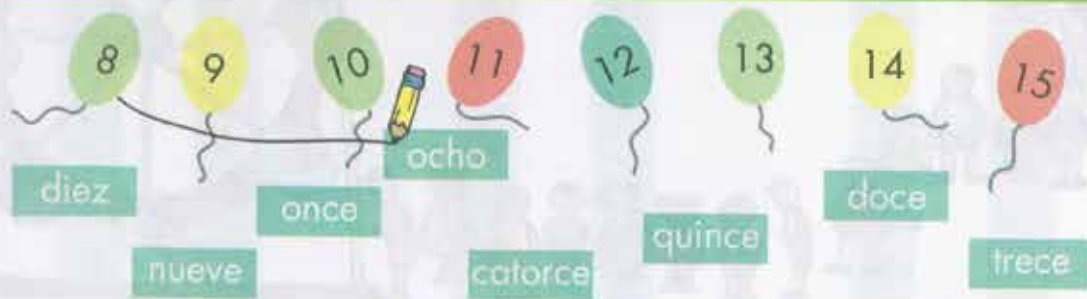 8 9 10 11 12 13 14 15
ocho
diez
once
doce
quince
nueve
catorce
trece